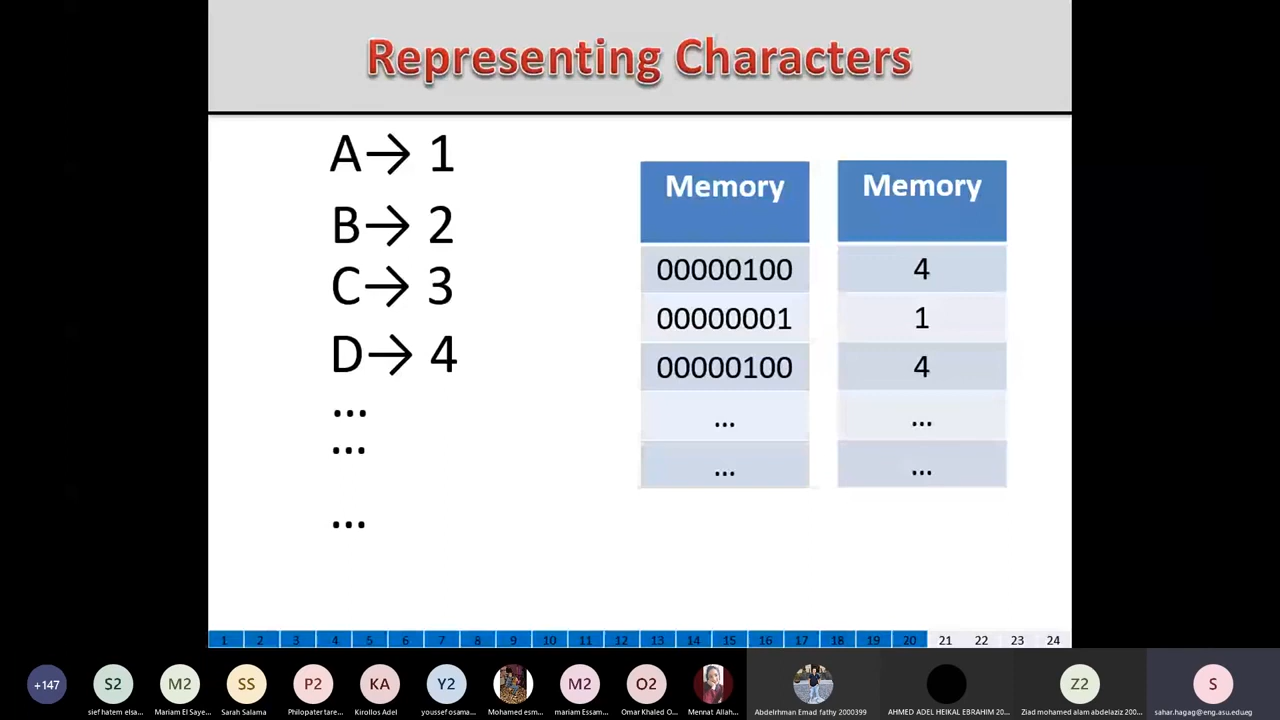 Representing Characters
A→ 1
B→ 2
C→ 3
D→ 4
...
...
...
Memory
00000100
00000001
00000100
...
...
Memory
4
1
4
...
...
1 2 3 4 5 6 7 8 9 10 11 12 13 14 15 16 17 18 19 20 21 22 23 24
+147 S2 M2 SS P2 KA Y2 M2 O2 Z2 S
sief hatem elsa... Mariam El Saye... Sarah Salama Philopater tare... Kirollos Adel youssef osama... Mohamed esm... mariam Essam... Omar Khaled O... Mennat Allah... Abdelrhman Emad fathy 2000399 AHMED ADEL HEIKAL EBRAHIM 20... Ziad mohamed alam abdelaziz 200... sahar.hagag@eng.asu.edueg